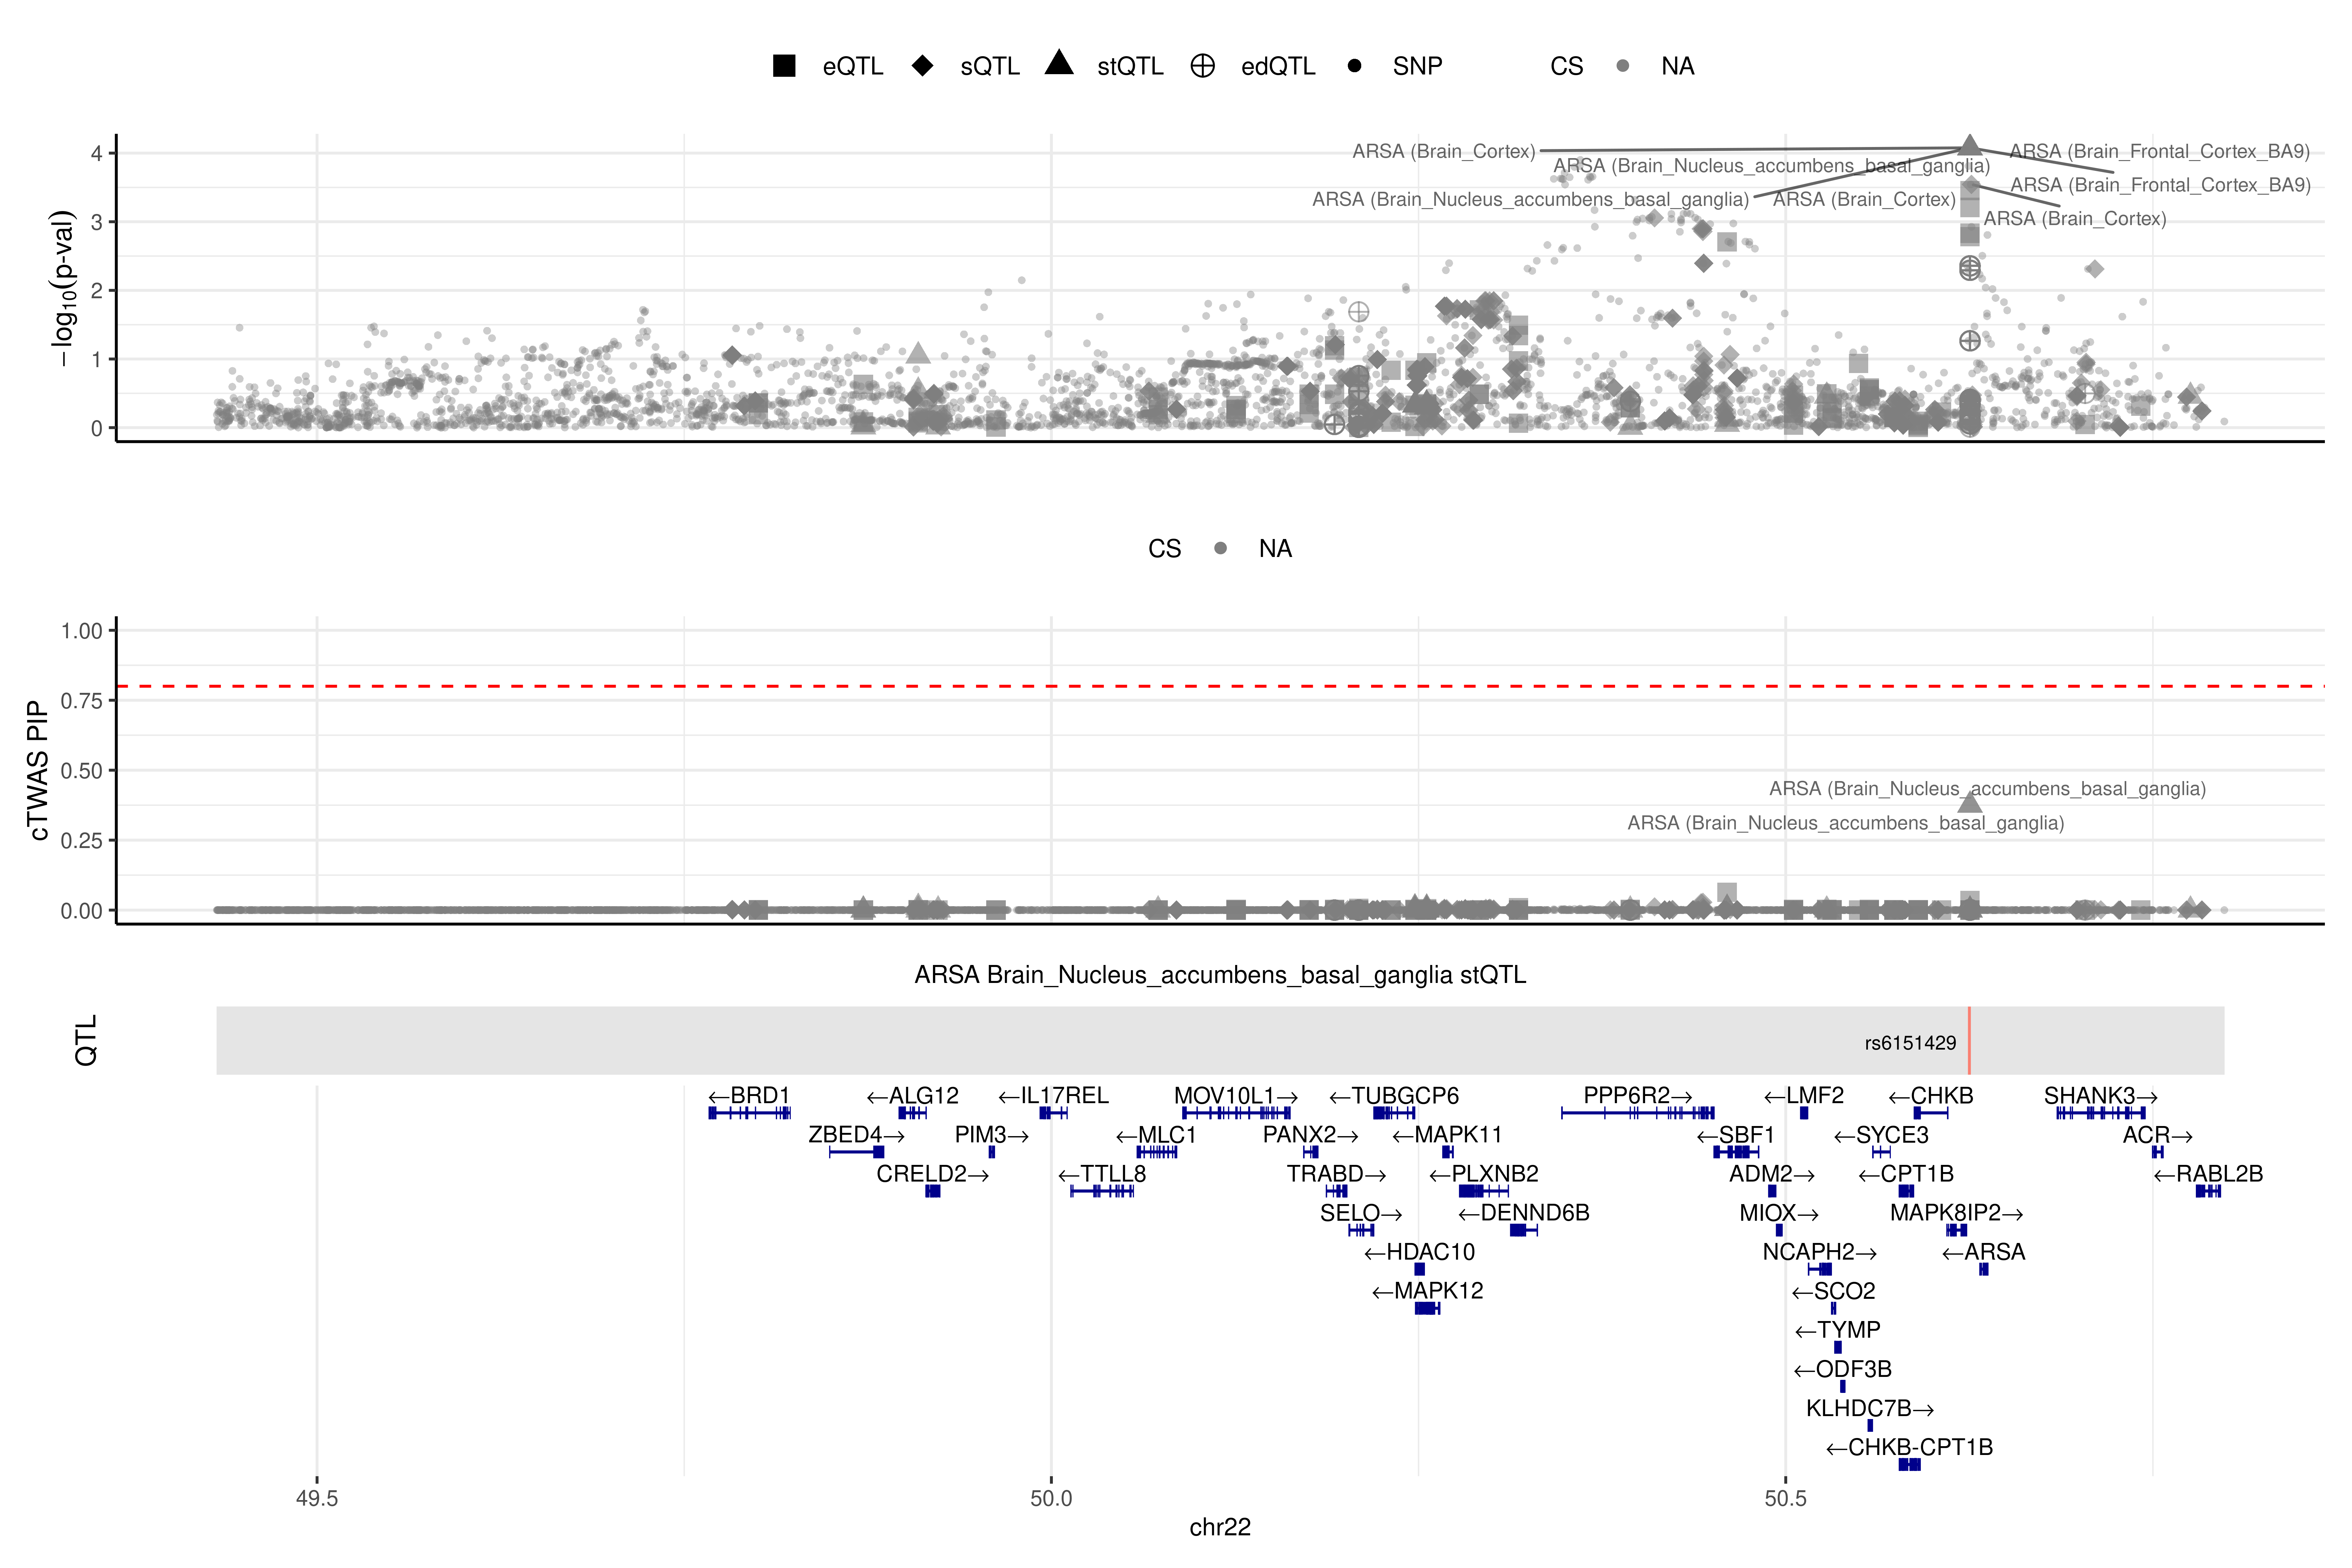 eQTL sQTL stQTL edQTL SNP CS NA
4
3
2
1
0
−log10(p-val)
ARSA (Brain_Cortex)
ARSA (Brain_Frontal_Cortex_BA9)
ARSA (Brain_Nucleus_accumbens_basal_ganglia)
ARSA (Brain_Frontal_Cortex_BA9)
ARSA (Brain_Nucleus_accumbens_basal_ganglia)
ARSA (Brain_Cortex)
ARSA (Brain_Cortex)
CS NA
1.00
0.75
0.50
0.25
0.00
cTWAS PIP
ARSA (Brain_Nucleus_accumbens_basal_ganglia)
ARSA (Brain_Nucleus_accumbens_basal_ganglia)
ARSA Brain_Nucleus_accumbens_basal_ganglia stQTL
QTL
rs6151429
←BRD1 ←ALG12 ←IL17REL MOV10L1→ ←TUBGCP6 PPP6R2→ ←LMF2 ←CHKB SHANK3→
ZBED4→ PIM3→ ←MLC1 PANX2→ ←MAPK11 ←SBF1 ←SYCE3 ACR→
CRELD2→ ←TTLL8 TRABD→ ←PLXNB2 ADM2→ ←CPT1B ←RABL2B
SELO→ ←DENND6B MIOX→ MAPK8IP2→
←HDAC10 NCAPH2→ ←ARSA
←MAPK12 ←SCO2
←TYMP
←ODF3B
KLHDC7B→
←CHKB-CPT1B
49.5 50.0 50.5
chr22